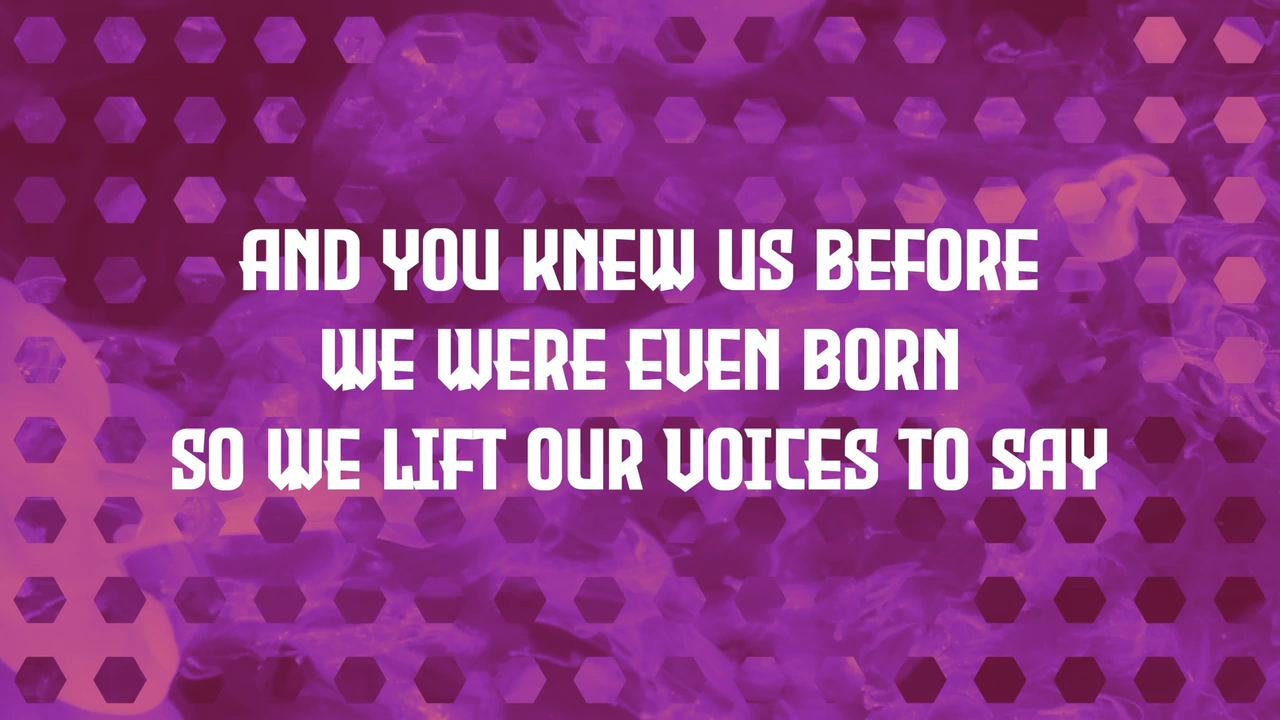 AND YOU KNEW US BEFORE
WE WERE EVEN BORN
SO WE LIFT OUR VOICES TO SAY